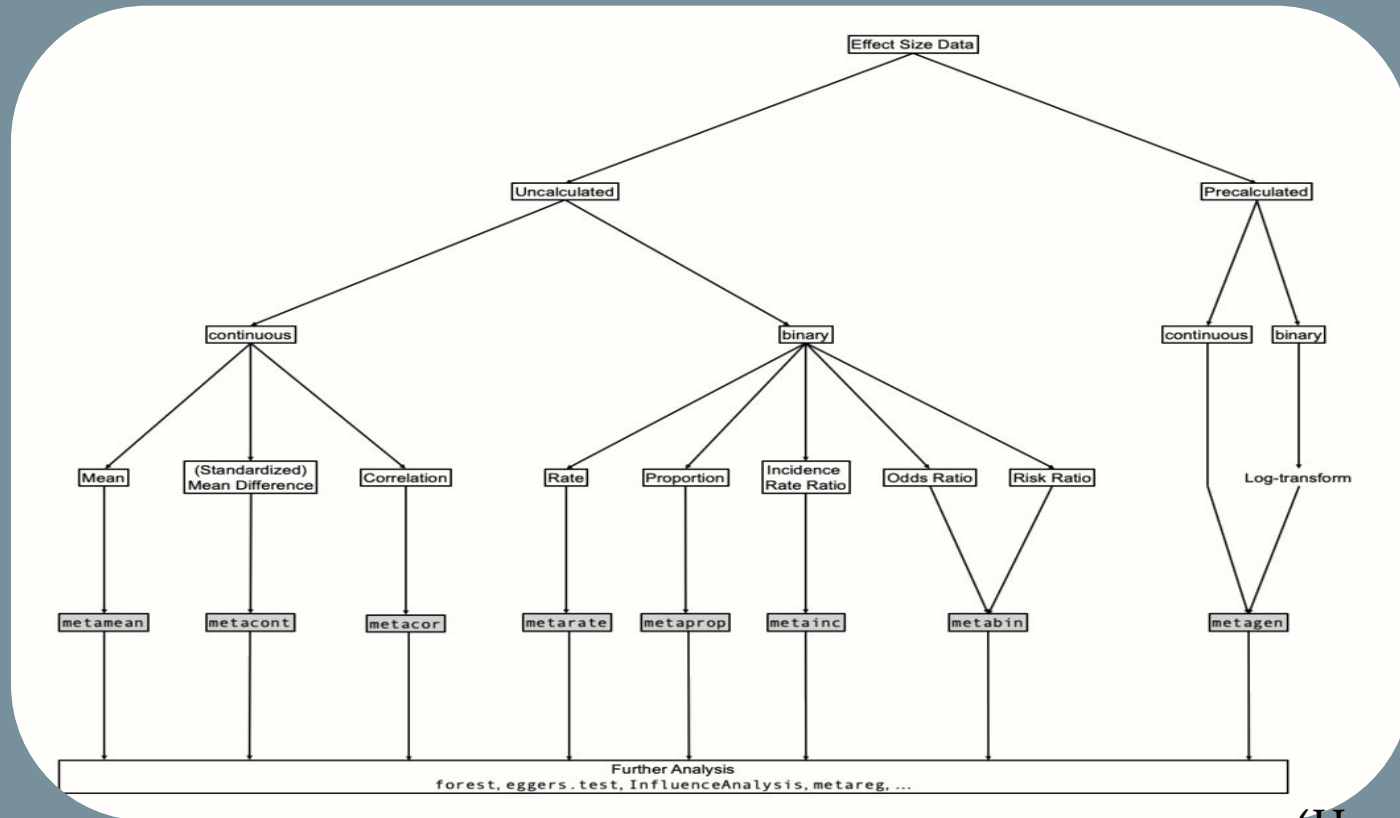 Effect Size Data
Uncalculated
Precalculated
continuous
binary
continuous
binary
Mean
(Standardized)
Mean Difference
Correlation
Rate
Proportion
Incidence
Rate Ratio
Odds Ratio
Risk Ratio
Log-transform
metamean
metacont
metacor
metarate
metaprop
metainc
metabin
metagen
Further Analysis
forest, eggers.test, InfluenceAnalysis, metareg, ...